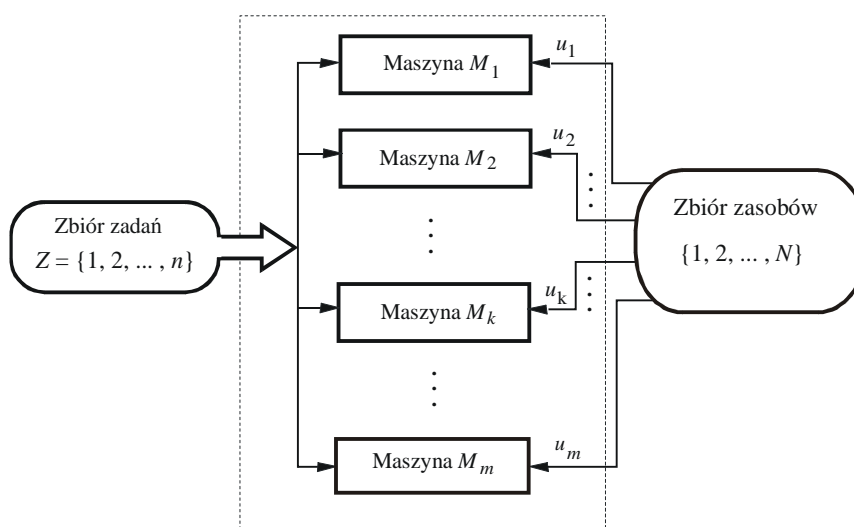 Maszyna M1
u1
Maszyna M2
u2
Zbiór zadań
Z = {1, 2, ... , n}
Zbiór zasobów
{1, 2, ... , N}
Maszyna Mk
uk
Maszyna Mm
um